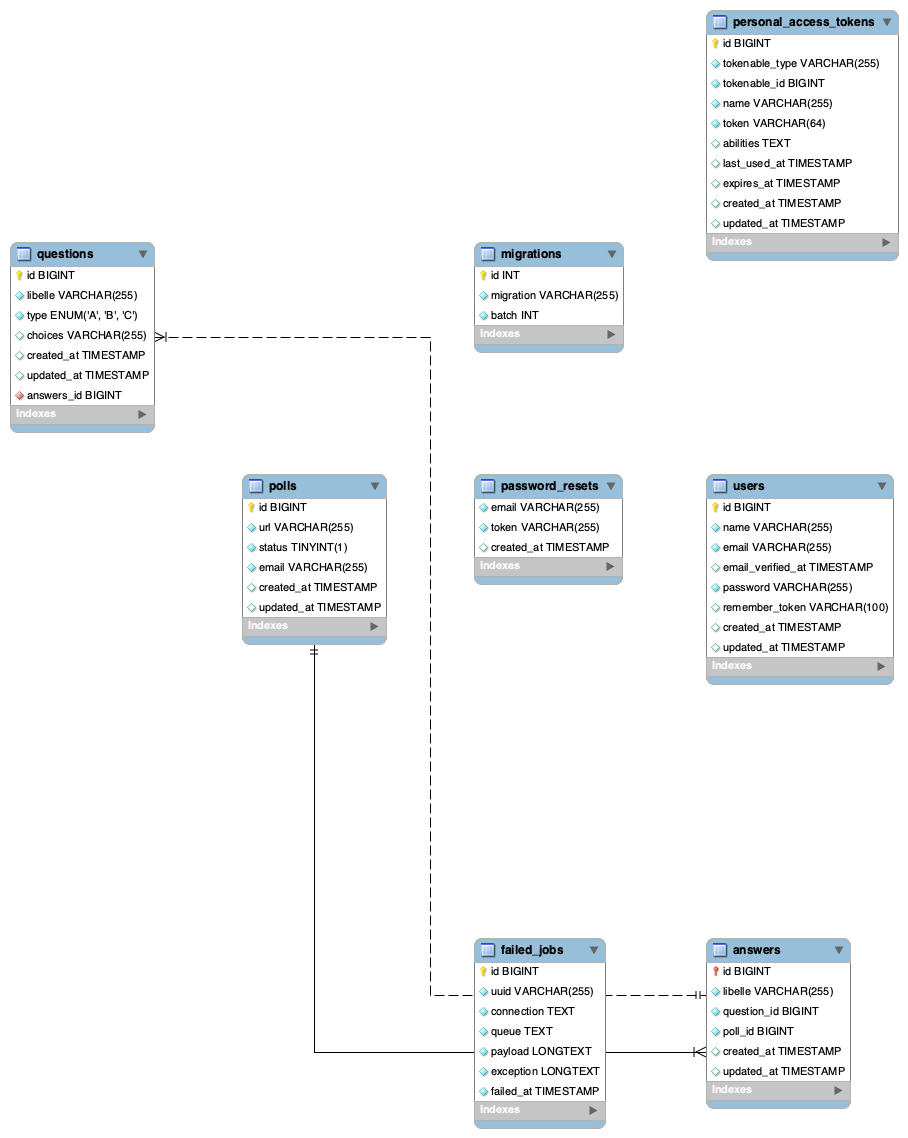 personal_access_tokens
id BIGINT
tokenable_type VARCHAR(255)
tokenable_id BIGINT
name VARCHAR(255)
token VARCHAR(64)
abilities TEXT
last_used_at TIMESTAMP
expires_at TIMESTAMP
created_at TIMESTAMP
updated_at TIMESTAMP
Indexes
questions
id BIGINT
libelle VARCHAR(255)
type ENUM('A', 'B', 'C')
choices VARCHAR(255)
created_at TIMESTAMP
updated_at TIMESTAMP
answers_id BIGINT
Indexes
migrations
id INT
migration VARCHAR(255)
batch INT
Indexes
polls
id BIGINT
url VARCHAR(255)
status TINYINT(1)
email VARCHAR(255)
created_at TIMESTAMP
updated_at TIMESTAMP
Indexes
password_resets
email VARCHAR(255)
token VARCHAR(255)
created_at TIMESTAMP
Indexes
users
id BIGINT
name VARCHAR(255)
email VARCHAR(255)
email_verified_at TIMESTAMP
password VARCHAR(255)
remember_token VARCHAR(100)
created_at TIMESTAMP
updated_at TIMESTAMP
Indexes
failed_jobs
id BIGINT
uuid VARCHAR(255)
connection TEXT
queue TEXT
payload LONGTEXT
exception LONGTEXT
failed_at TIMESTAMP
Indexes
answers
id BIGINT
libelle VARCHAR(255)
question_id BIGINT
poll_id BIGINT
created_at TIMESTAMP
updated_at TIMESTAMP
Indexes